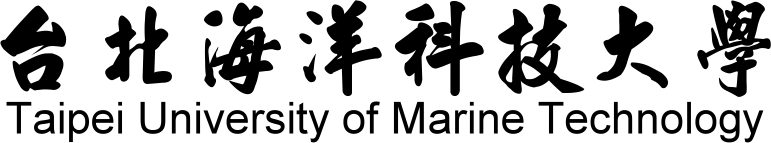 台北海洋科技大學
Taipei University of Marine Technology